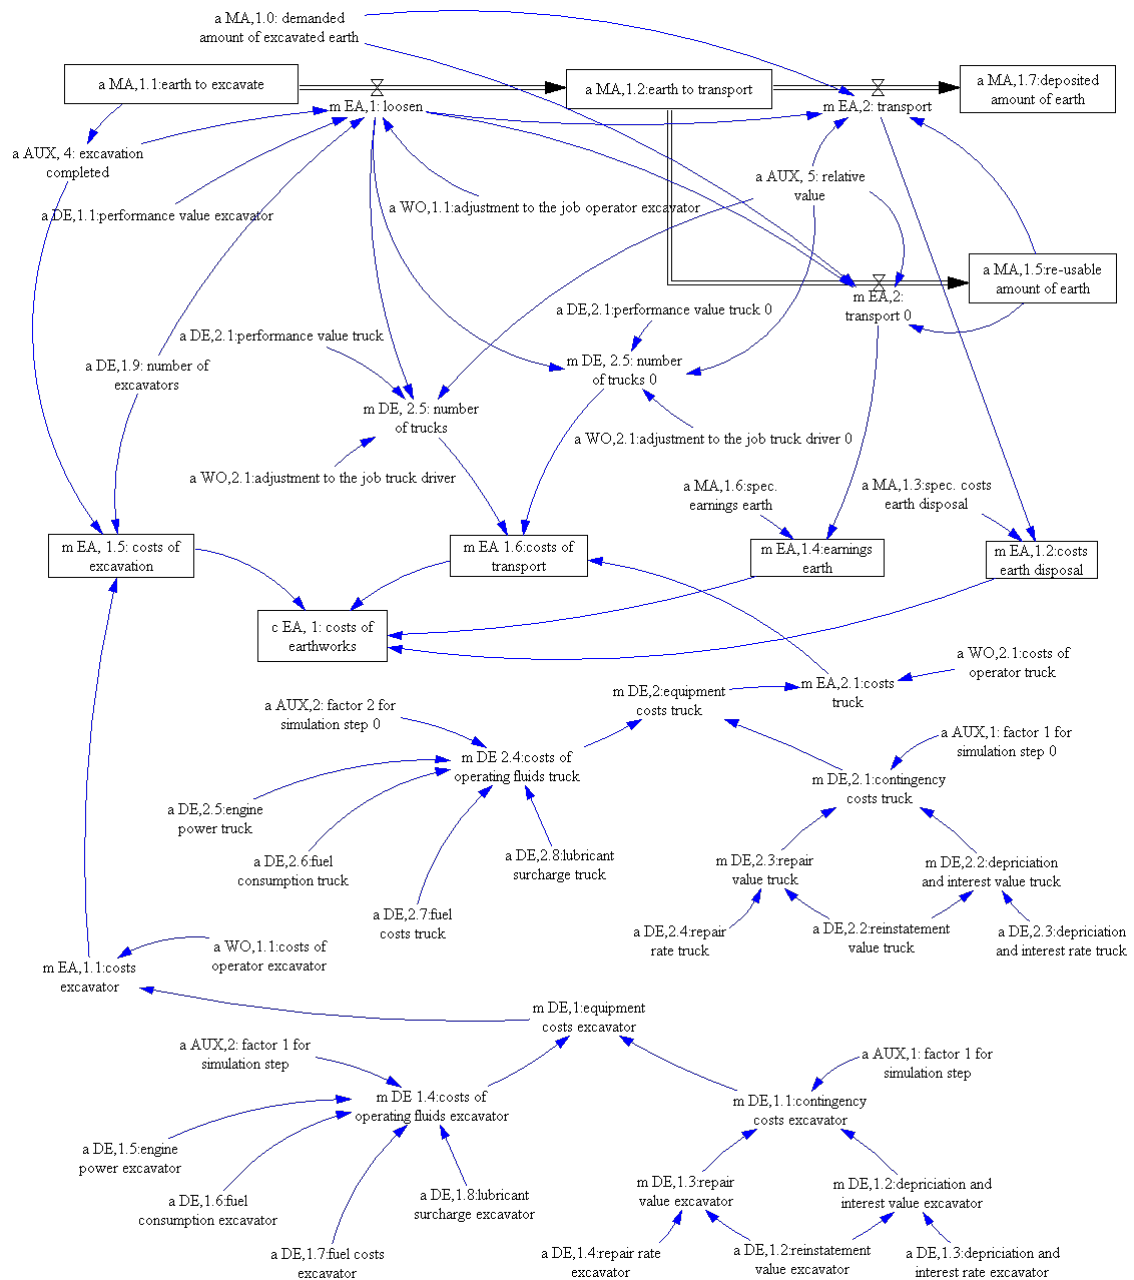 a MA,1.0: demanded
amount of excavated earth
a MA,1.1:earth to excavate
a MA,1.2:earth to transport
a MA,1.7:deposited
amount of earth
m EA,1: loosen
m EA,2: transport
a AUX, 4: excavation
completed
a AUX, 5: relative
value
a DE,1.1:performance value excavator
a WO,1.1:adjustment to the job operator excavator
a MA,1.5:re-usable
amount of earth
m EA,2:
transport 0
a DE,2.1:performance value truck 0
a DE,2.1:performance value truck
a DE,1.9: number of
excavators
m DE, 2.5: number
of trucks 0
m DE, 2.5: number
of trucks
a WO,2.1:adjustment to the job truck driver 0
a WO,2.1:adjustment to the job truck driver
a MA,1.6:spec.
earnings earth
a MA,1.3:spec. costs
earth disposal
m EA, 1.5: costs of
excavation
m EA 1.6:costs of
transport
m EA,1.4:earnings
earth
m EA,1.2:costs
earth disposal
c EA, 1: costs of
earthworks
a WO,2.1:costs of
operator truck
m DE,2:equipment
costs truck
m EA,2.1:costs
truck
a AUX,2: factor 2 for
simulation step 0
a AUX,1: factor 1 for
simulation step 0
m DE 2.4:costs of
operating fluids truck
m DE,2.1:contingency
costs truck
a DE,2.5:engine
power truck
a DE,2.6:fuel
consumption truck
a DE,2.8:lubricant
surcharge truck
m DE,2.3:repair
value truck
m DE,2.2:depriciation
and interest value truck
a DE,2.7:fuel
costs truck
a DE,2.4:repair
rate truck
a DE,2.2:reinstatement
value truck
a DE,2.3:depriciation
and interest rate truck
a WO,1.1:costs of
operator excavator
m EA,1.1:costs
excavator
m DE,1:equipment
costs excavator
a AUX,2: factor 1 for
simulation step
a AUX,1: factor 1 for
simulation step
m DE 1.4:costs of
operating fluids excavator
m DE,1.1:contingency
costs excavator
a DE,1.5:engine
power excavator
a DE,1.6:fuel
consumption excavator
a DE,1.8:lubricant
surcharge excavator
m DE,1.3:repair
value excavator
m DE,1.2:depriciation and
interest value excavator
a DE,1.7:fuel costs
excavator
a DE,1.4:repair rate
excavator
a DE,1.2:reinstatement
value excavator
a DE,1.3:depriciation and
interest rate excavator